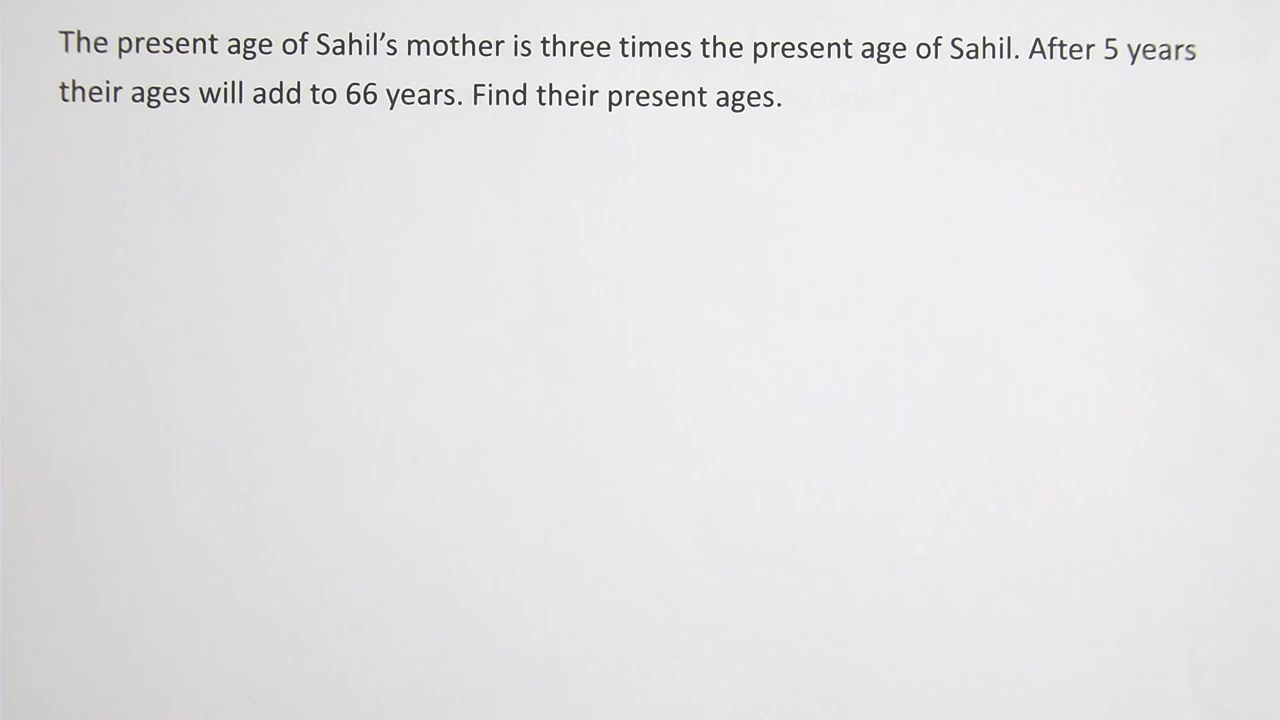 The present age of Sahil’s mother is three times the present age of Sahil. After 5 years
their ages will add to 66 years. Find their present ages.